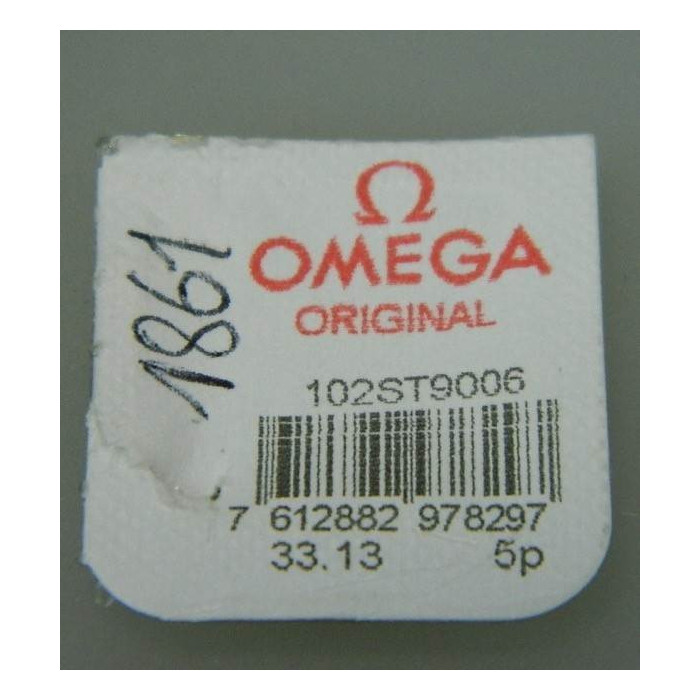 Ω
OMEGA
ORIGINAL
1861
102ST9006
7 612882 978297
33.13 5p